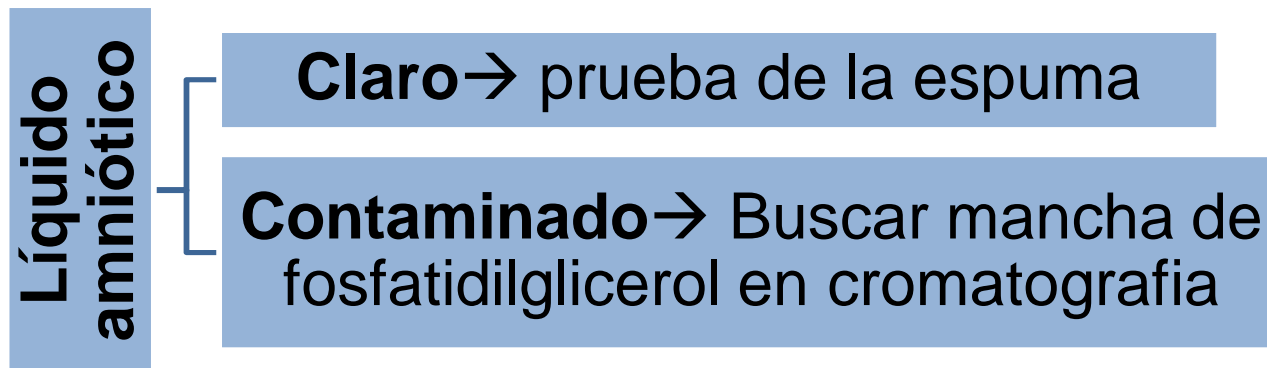 Líquido
amniótico
Claro→ prueba de la espuma
Contaminado→ Buscar mancha de
fosfatidilglicerol en cromatografia